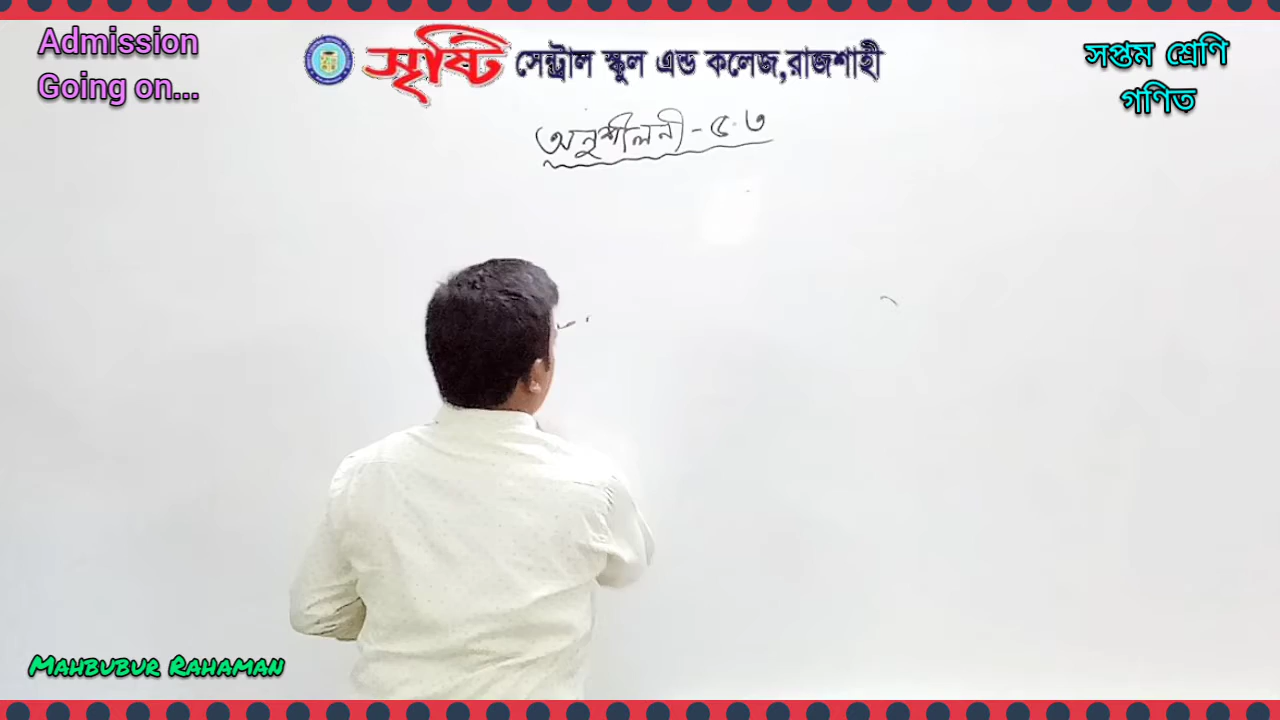 Admission
Going on...
সৃষ্টি সেন্ট্রাল স্কুল এন্ড কলেজ,রাজশাহী
সপ্তম শ্রেণি
গণিত
অনুশীলনী - ৫.৩
Mahbubur Rahaman